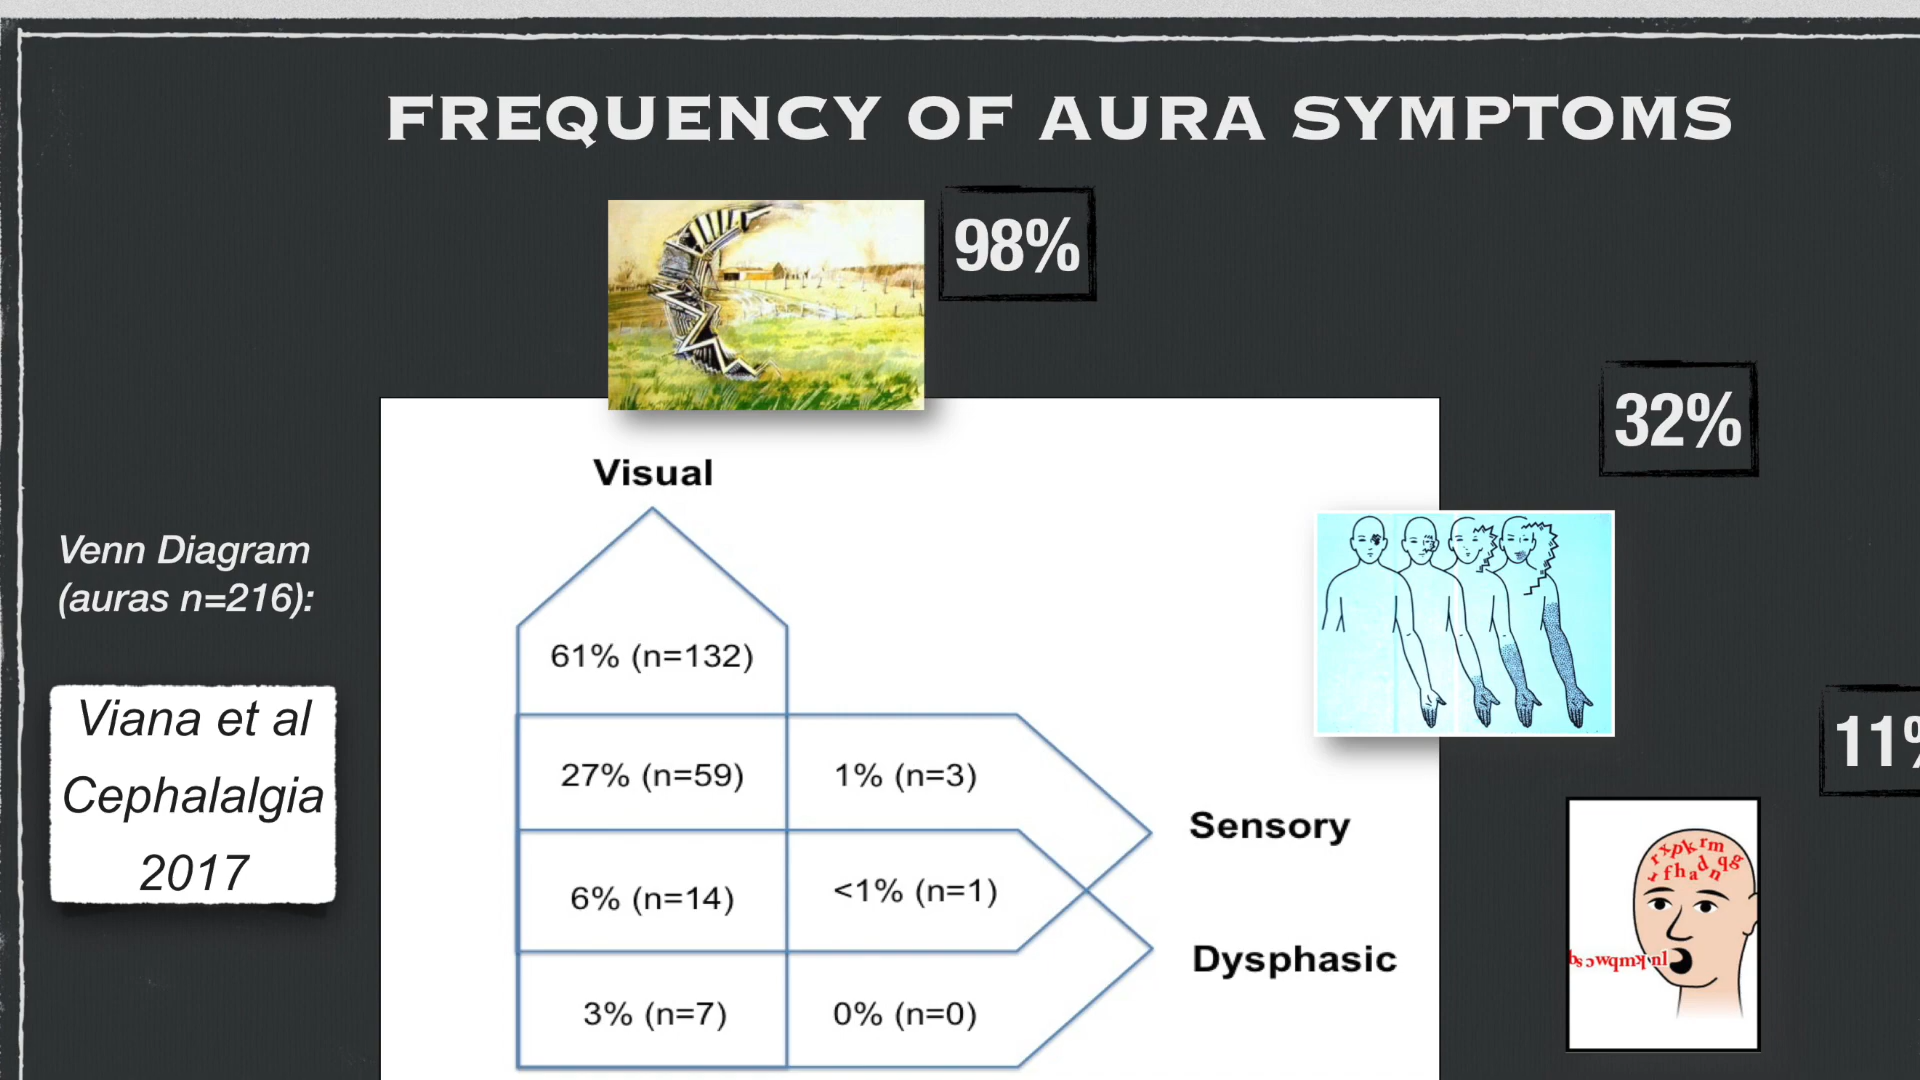 FREQUENCY OF AURA SYMPTOMS
98%
32%
Visual
Venn Diagram
(auras n=216):
61% (n=132)
Viana et al
Cephalalgia
2017
27% (n=59) 1% (n=3)
11%
Sensory
6% (n=14) <1% (n=1)
Dysphasic
3% (n=7) 0% (n=0)